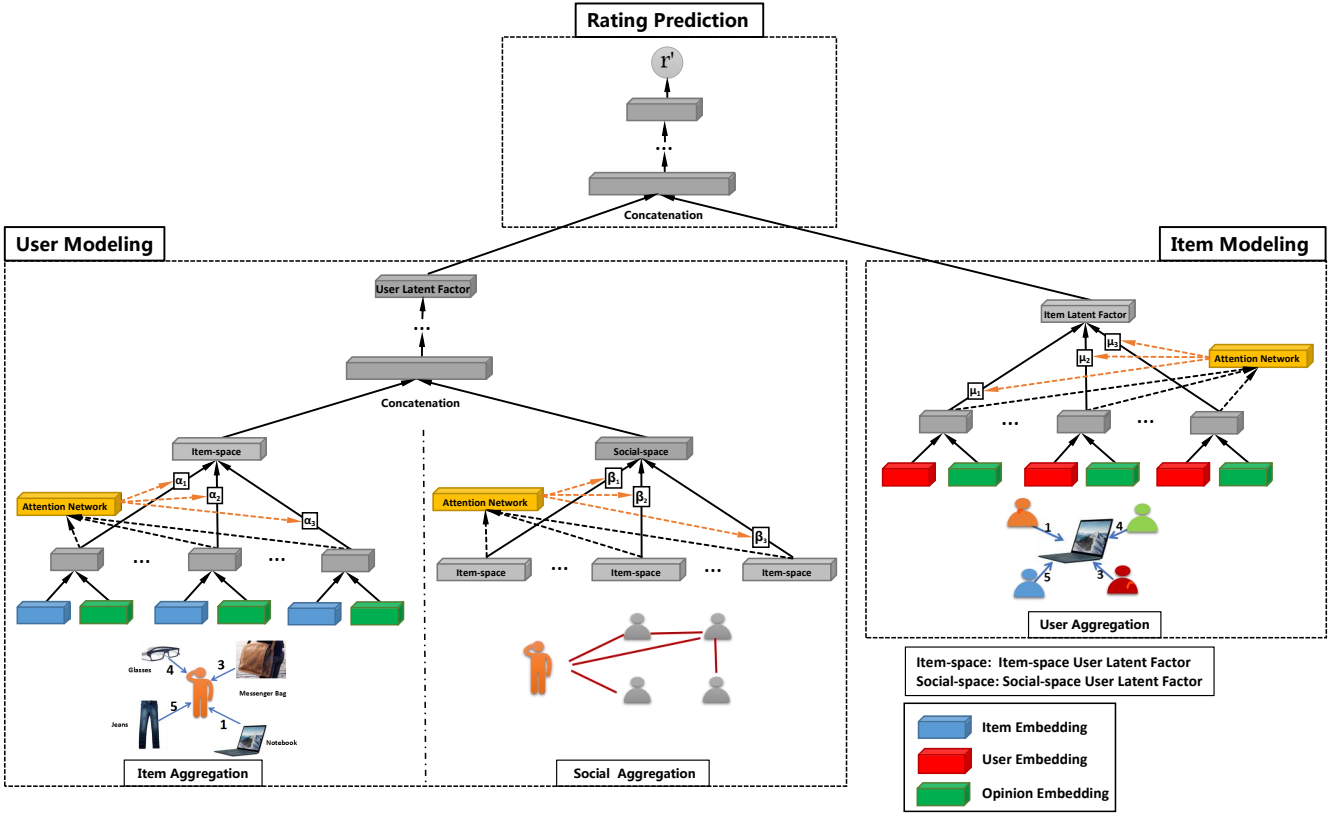 Rating Prediction
r'
...
Concatenation
User Modeling
Item Modeling
User Latent Factor
...
Concatenation
Item Latent Factor
μ₃
μ₂
Attention Network
μ₁
... ...
Item-space
Social-space
α₁
α₂
Attention Network
α₃
β₁
β₂
Attention Network
β₃
... ...
Item-space ... Item-space ... Item-space
1 4
5 3
User Aggregation
Glasses
4 3
Messenger Bag
Jeans
5
1
Notebook
Item Aggregation
Social Aggregation
Item-space: Item-space User Latent Factor
Social-space: Social-space User Latent Factor
Item Embedding
User Embedding
Opinion Embedding